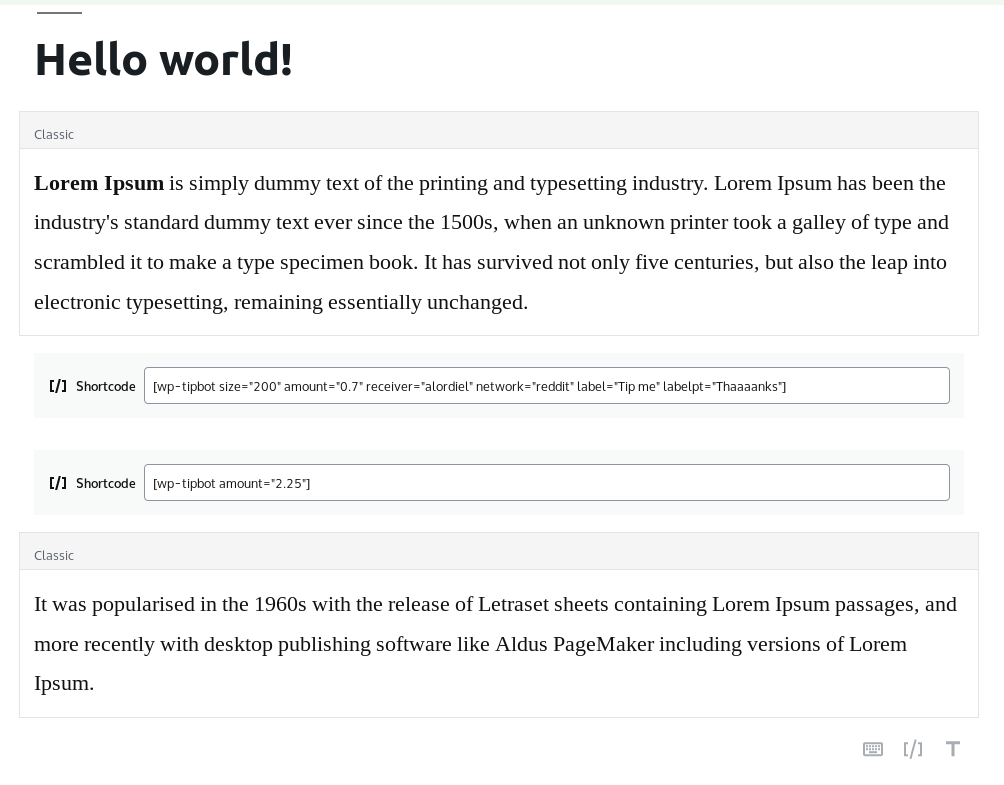 Hello world!
Classic
Lorem Ipsum is simply dummy text of the printing and typesetting industry. Lorem Ipsum has been the
industry's standard dummy text ever since the 1500s, when an unknown printer took a galley of type and
scrambled it to make a type specimen book. It has survived not only five centuries, but also the leap into
electronic typesetting, remaining essentially unchanged.
[/] Shortcode [wp-tipbot size="200" amount="0.7" receiver="alordiel" network="reddit" label="Tip me" labelpt="Thaaaanks"]
[/] Shortcode [wp-tipbot amount="2.25"]
Classic
It was popularised in the 1960s with the release of Letraset sheets containing Lorem Ipsum passages, and
more recently with desktop publishing software like Aldus PageMaker including versions of Lorem
Ipsum.
[/] T